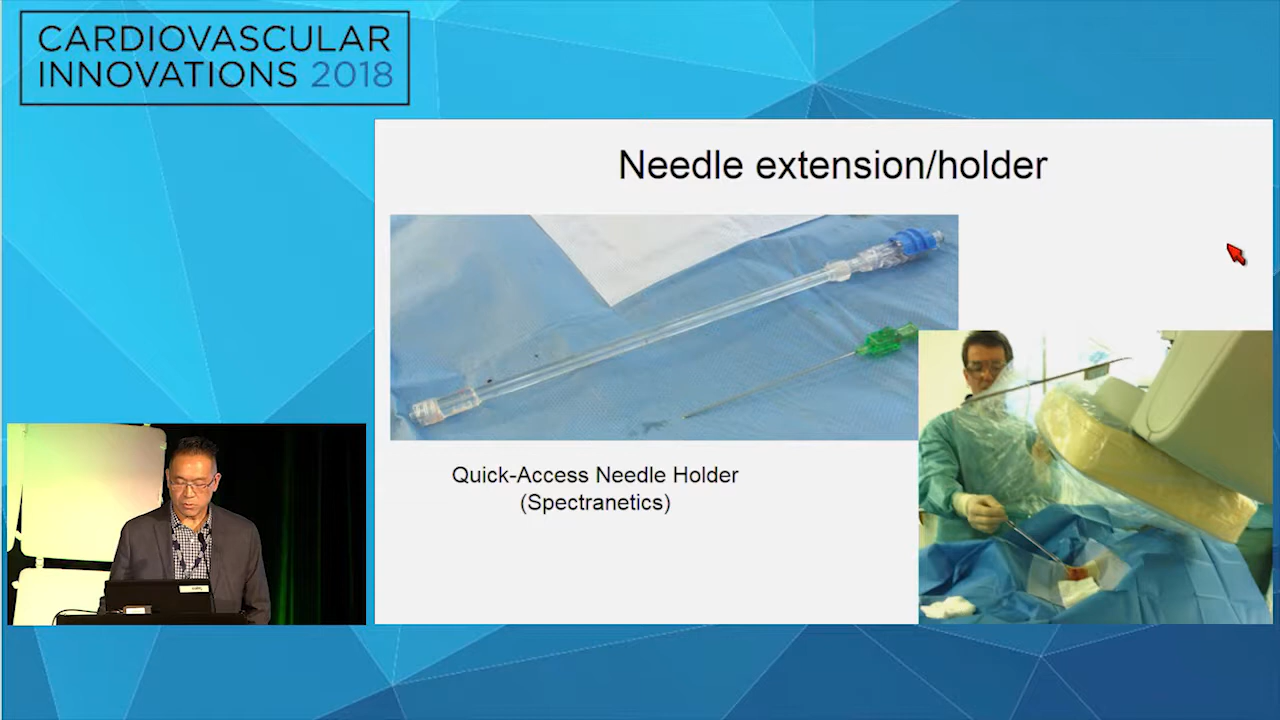 CARDIOVASCULAR
INNOVATIONS 2018
Needle extension/holder
Quick-Access Needle Holder
(Spectranetics)